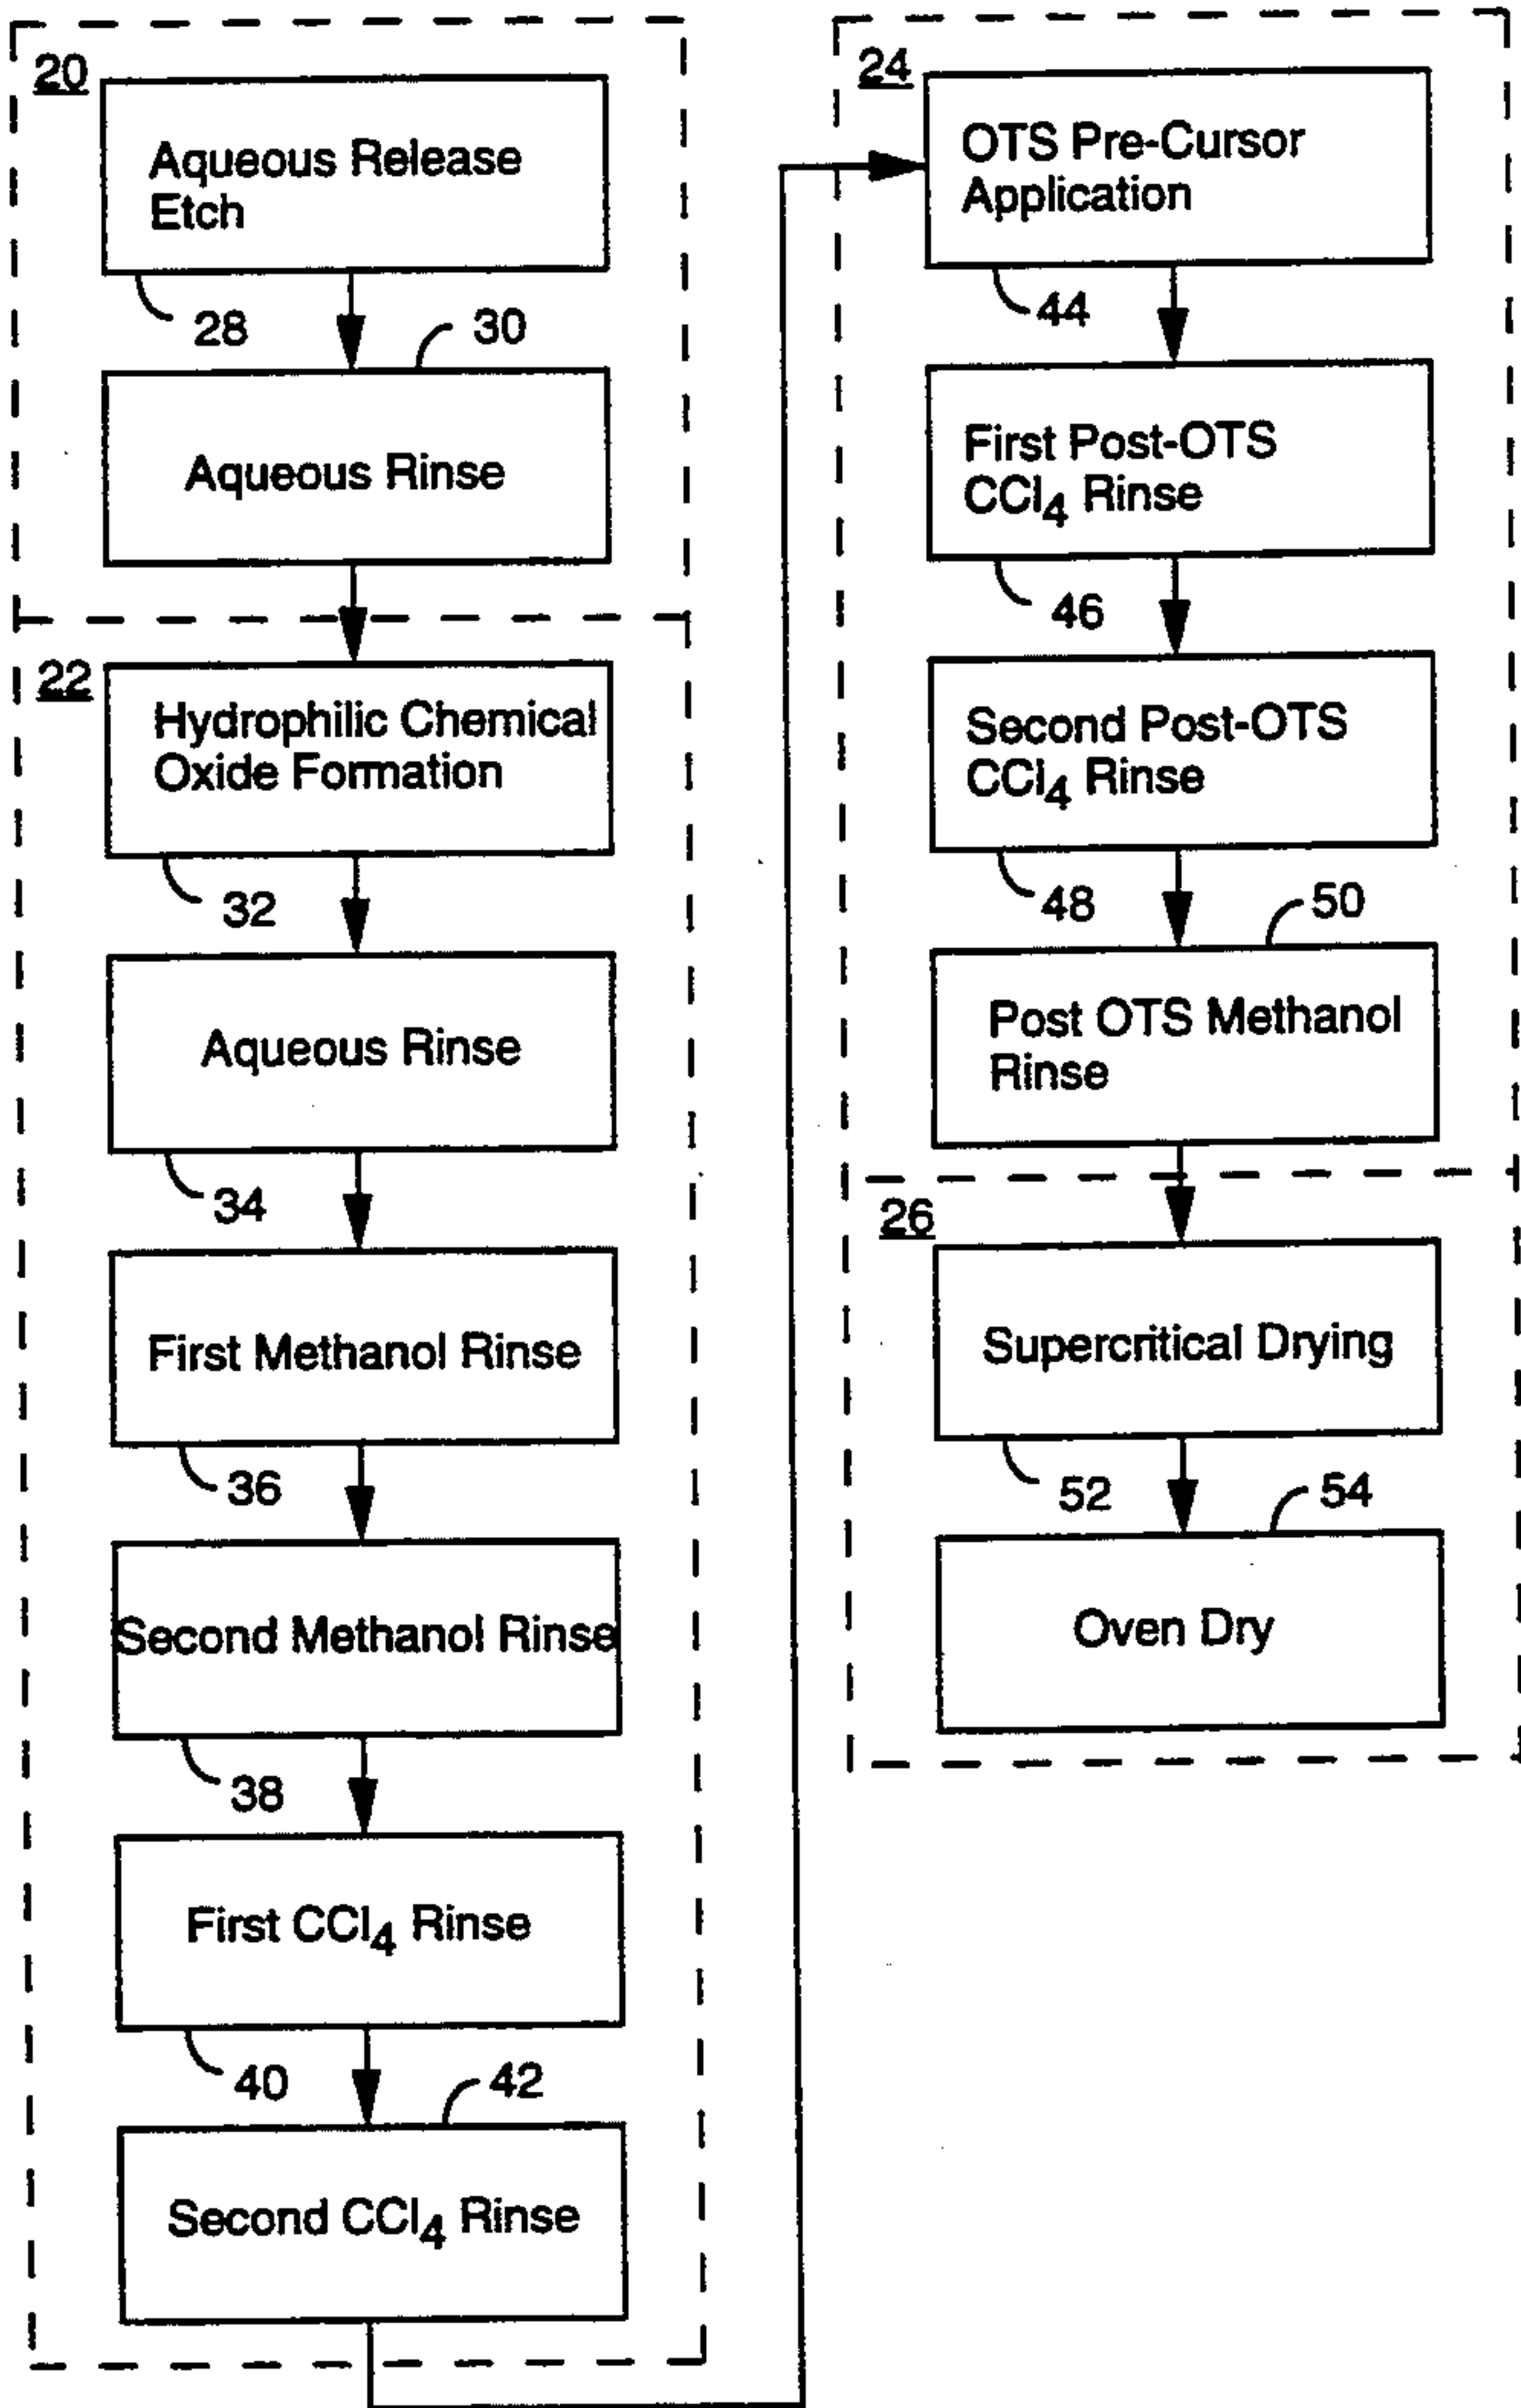 20
Aqueous Release
Etch
28
30
Aqueous Rinse
22
Hydrophilic Chemical
Oxide Formation
32
Aqueous Rinse
34
First Methanol Rinse
36
Second Methanol Rinse
38
First CCl4 Rinse
40
42
Second CCl4 Rinse
24
OTS Pre-Cursor
Application
44
First Post-OTS
CCl4 Rinse
46
Second Post-OTS
CCl4 Rinse
48
50
Post OTS Methanol
Rinse
26
Supercritical Drying
52
54
Oven Dry